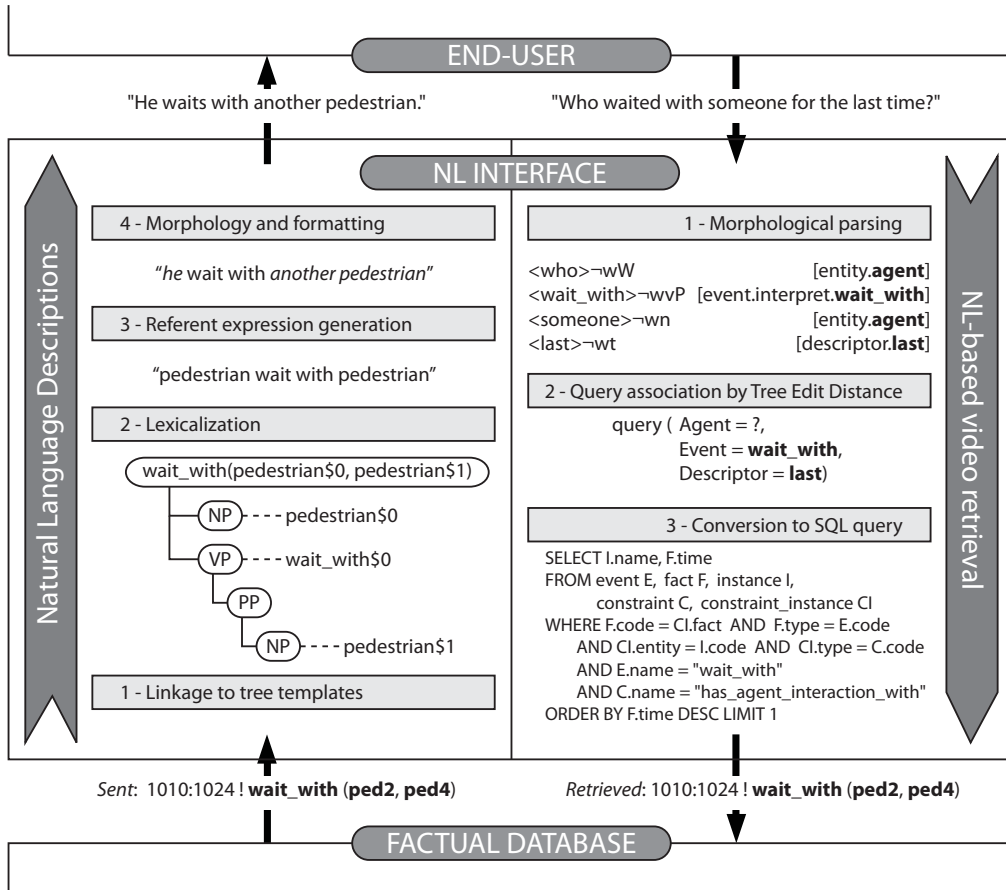 END-USER
"He waits with another pedestrian."
"Who waited with someone for the last time?"
NL INTERFACE
Natural Language Descriptions
4 - Morphology and formatting
“he wait with another pedestrian”
3 - Referent expression generation
“pedestrian wait with pedestrian”
2 - Lexicalization
wait_with(pedestrian$0, pedestrian$1)
NP ---- pedestrian$0
VP ---- wait_with$0
PP
NP ---- pedestrian$1
1 - Linkage to tree templates
1 - Morphological parsing
<who>¬wW [entity.agent]
<wait_with>¬wvP [event.interpret.wait_with]
<someone>¬wn [entity.agent]
<last>¬wt [descriptor.last]
2 - Query association by Tree Edit Distance
query ( Agent = ?,
Event = wait_with,
Descriptor = last)
3 - Conversion to SQL query
SELECT I.name, F.time
FROM event E, fact F, instance I,
constraint C, constraint_instance CI
WHERE F.code = CI.fact AND F.type = E.code
AND CI.entity = I.code AND CI.type = C.code
AND E.name = "wait_with"
AND C.name = "has_agent_interaction_with"
ORDER BY F.time DESC LIMIT 1
NL-based video retrieval
Sent: 1010:1024 ! wait_with (ped2, ped4)
Retrieved: 1010:1024 ! wait_with (ped2, ped4)
FACTUAL DATABASE